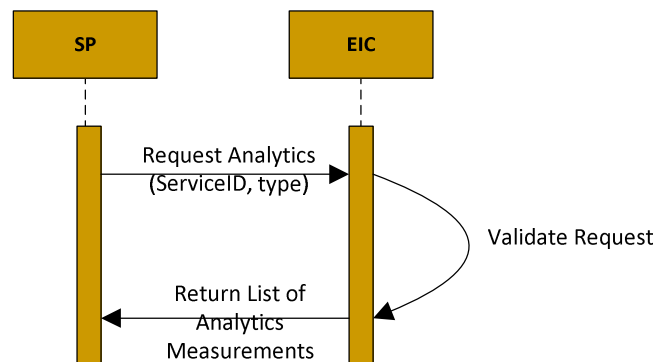 SP
EIC
Request Analytics
(ServiceID, type)
Validate Request
Return List of
Analytics
Measurements